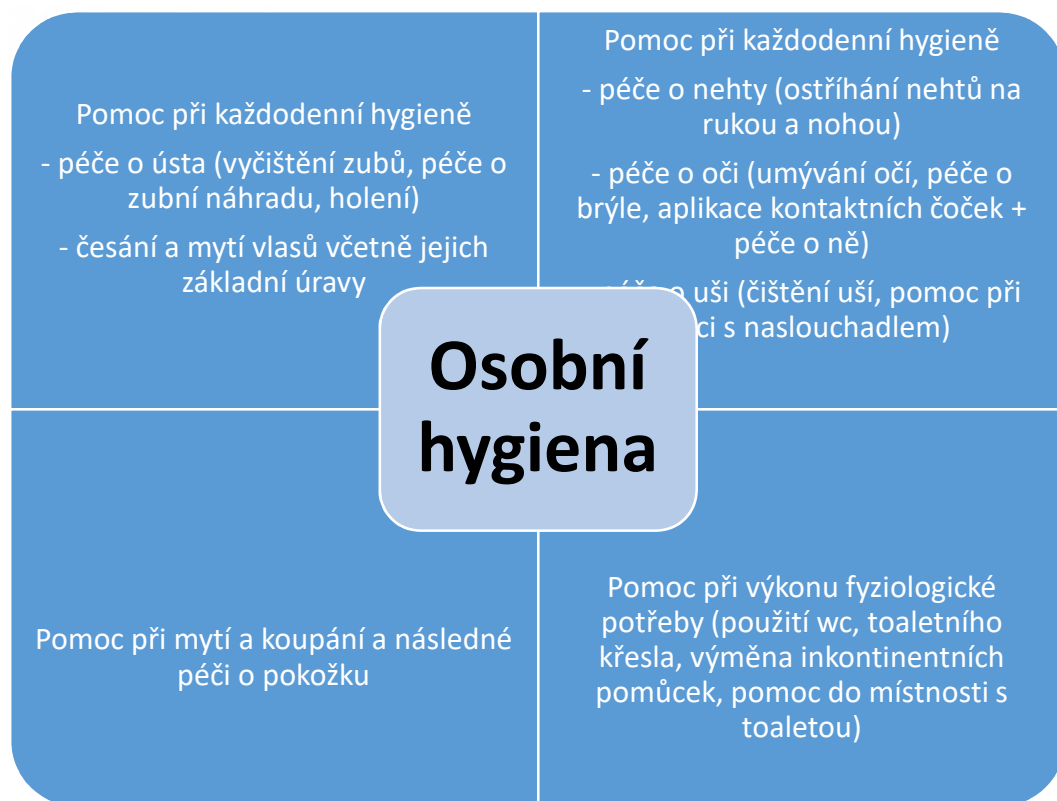 Pomoc při každodenní hygieně
- péče o ústa (vyčištění zubů, péče o
zubní náhradu, holení)
- česání a mytí vlasů včetně jejich
základní úravy
Pomoc při každodenní hygieně
- péče o nehty (ostříhání nehtů na
rukou a nohou)
- péče o oči (umývání očí, péče o
brýle, aplikace kontaktních čoček +
péče o ně)
o uši (čištění uší, pomoc při
s naslouchadlem)
Osobní
hygiena
Pomoc při mytí a koupání a následné
péči o pokožku
Pomoc při výkonu fyziologické
potřeby (použití wc, toaletního
křesla, výměna inkontinentních
pomůcek, pomoc do místnosti s
toaletou)